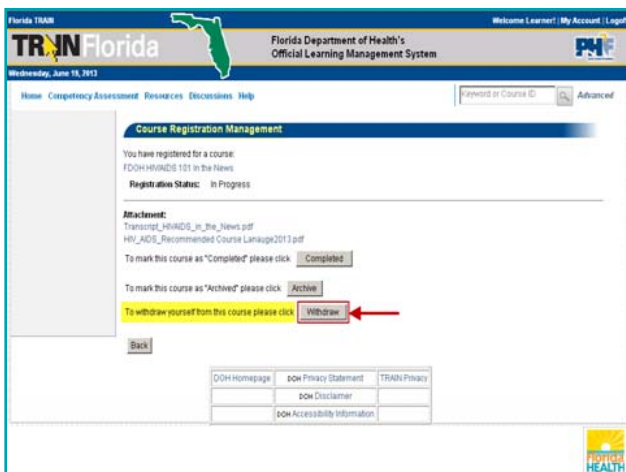 Florida TRAIN
Welcome Learner! | My Account | Logoff
TRAIN Florida
Florida Department of Health's
Official Learning Management System
PHF
Wednesday, June 19, 2013
Home Competency Assessment Resources Discussions Help
Keyword or Course ID
Advanced
Course Registration Management
You have registered for a course:
FDOH HIV/AIDS 101 In the News
Registration Status: In Progress
Attachment:
Transcript_HIVAIDS_in_the_News.pdf
HIV_AIDS_Recommended Course Lanauge2013.pdf
To mark this course as "Completed" please click Completed
To mark this course as "Archived" please click Archive
To withdraw yourself from this course please click Withdraw
Back
DOH Homepage DOH Privacy Statement TRAIN Privacy
DOH Disclaimer
DOH Accessibility Information
Florida
HEALTH